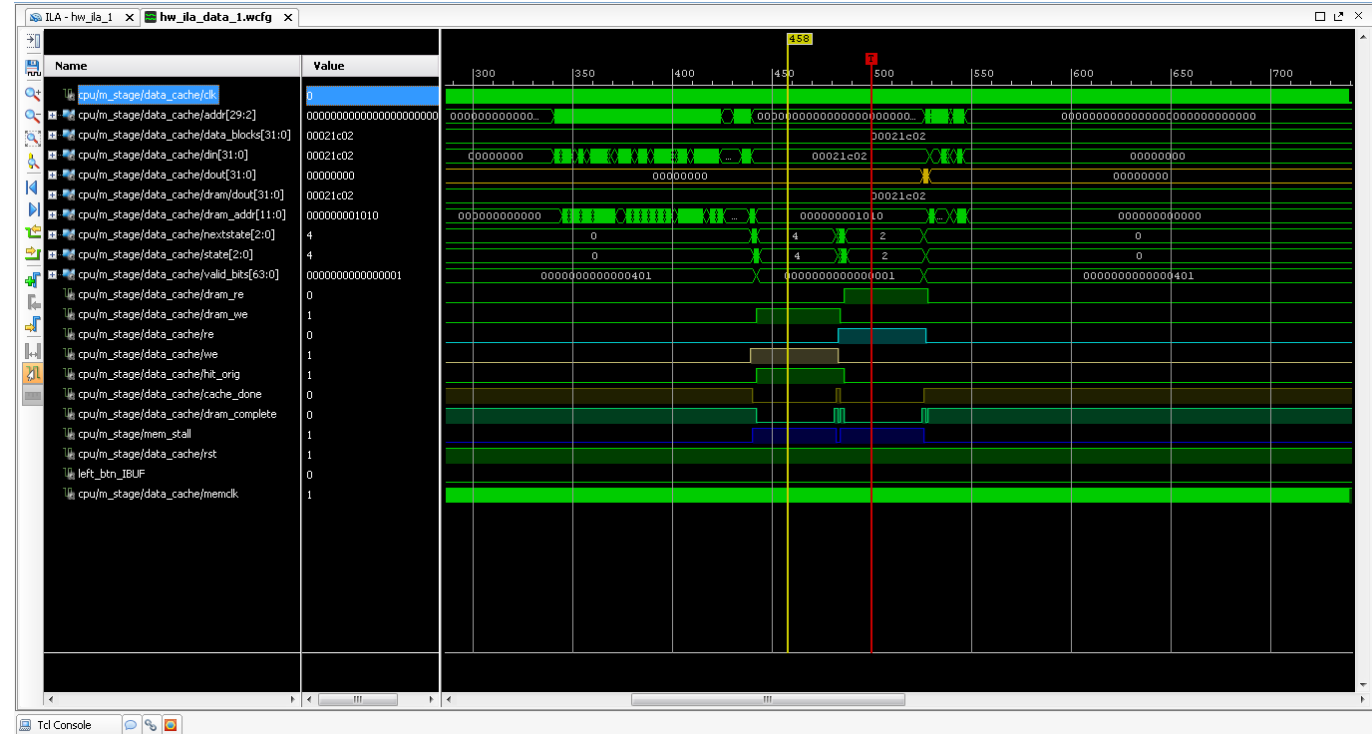 ILA - hw_ila_1 hw_ila_data_1.wcfg
458
Name Value
T
300 350 400 450 500 550 600 650 700
cpu/m_stage/data_cache/clk 0
cpu/m_stage/data_cache/addr[29:2] 0000000000000000000000 000000000000... 0000000000000000000000... 0000000000000000000000000000
cpu/m_stage/data_cache/data_blocks[31:0] 00021c02 00021c02
cpu/m_stage/data_cache/din[31:0] 00021c02 00000000 ... 00021c02 00000000
cpu/m_stage/data_cache/dout[31:0] 00000000 00000000 00000000
cpu/m_stage/data_cache/dram/dout[31:0] 00021c02 00021c02
cpu/m_stage/data_cache/dram_addr[11:0] 000000001010 000000000000 ... 000000001010 ... 000000000000
cpu/m_stage/data_cache/nextstate[2:0] 4 0 4 2 0
cpu/m_stage/data_cache/state[2:0] 4 0 4 2 0
cpu/m_stage/data_cache/valid_bits[63:0] 0000000000000001 0000000000000401 0000000000000001 0000000000000401
cpu/m_stage/data_cache/dram_re 0
cpu/m_stage/data_cache/dram_we 1
cpu/m_stage/data_cache/re 0
cpu/m_stage/data_cache/we 1
cpu/m_stage/data_cache/hit_orig 1
cpu/m_stage/data_cache/cache_done 0
cpu/m_stage/data_cache/dram_complete 0
cpu/m_stage/mem_stall 1
cpu/m_stage/data_cache/rst 1
left_btn_IBUF 0
cpu/m_stage/data_cache/memclk 1
Tcl Console